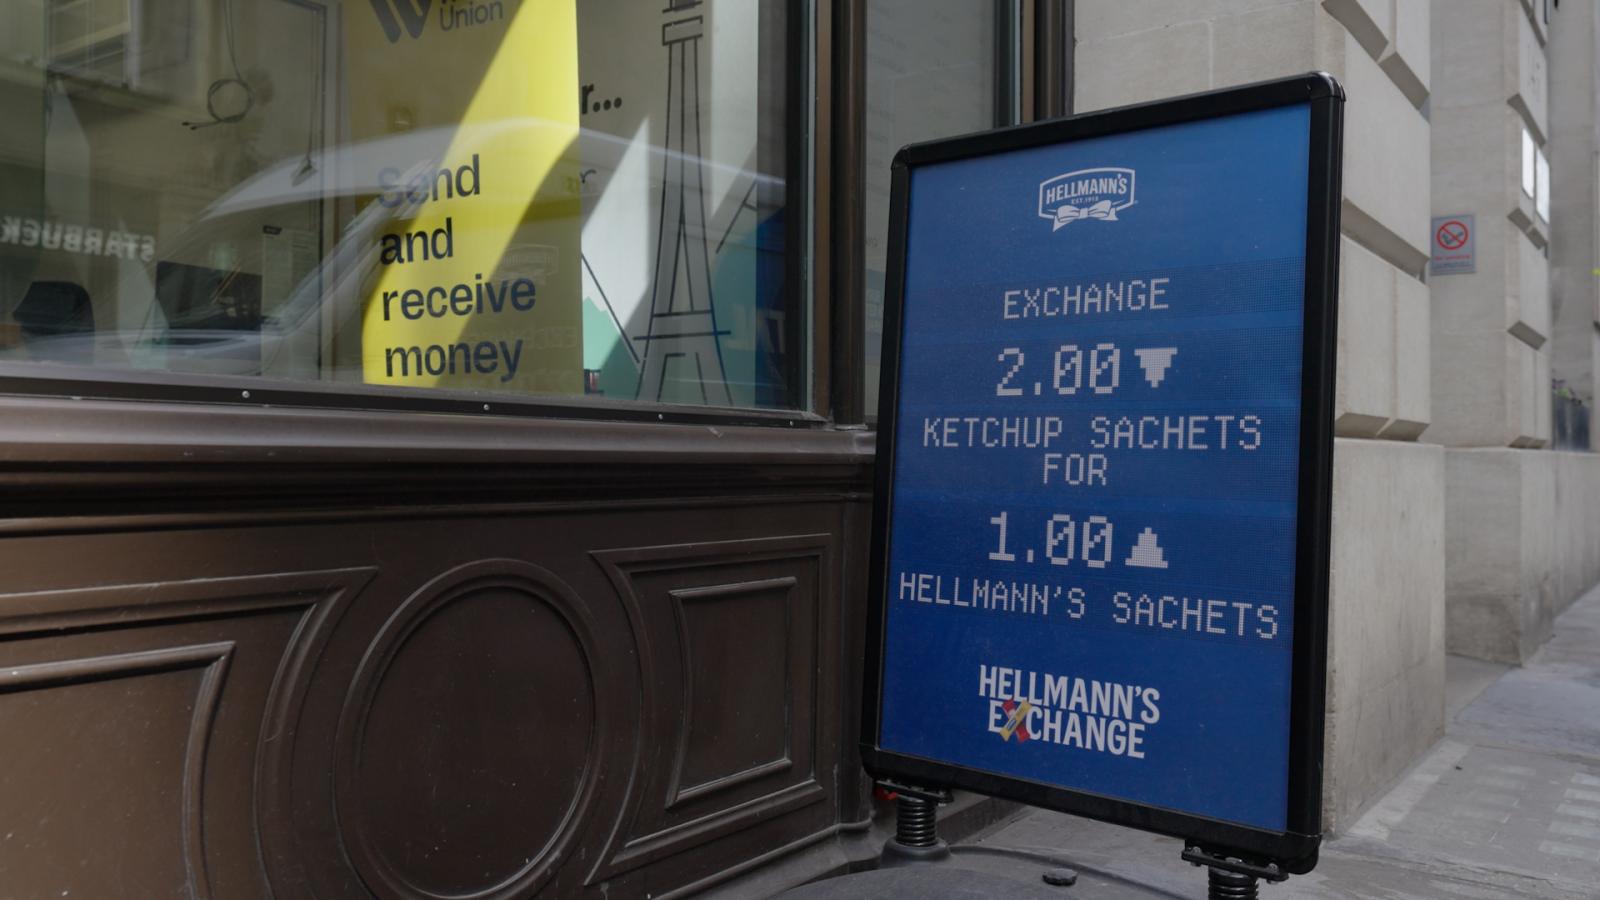 Union
Send
and
receive
money
r...
STARBUCK
HELLMANN'S
EST. 1913
EXCHANGE
2.00▼
KETCHUP SACHETS
FOR
1.00▲
HELLMANN'S SACHETS
HELLMANN'S
EXCHANGE